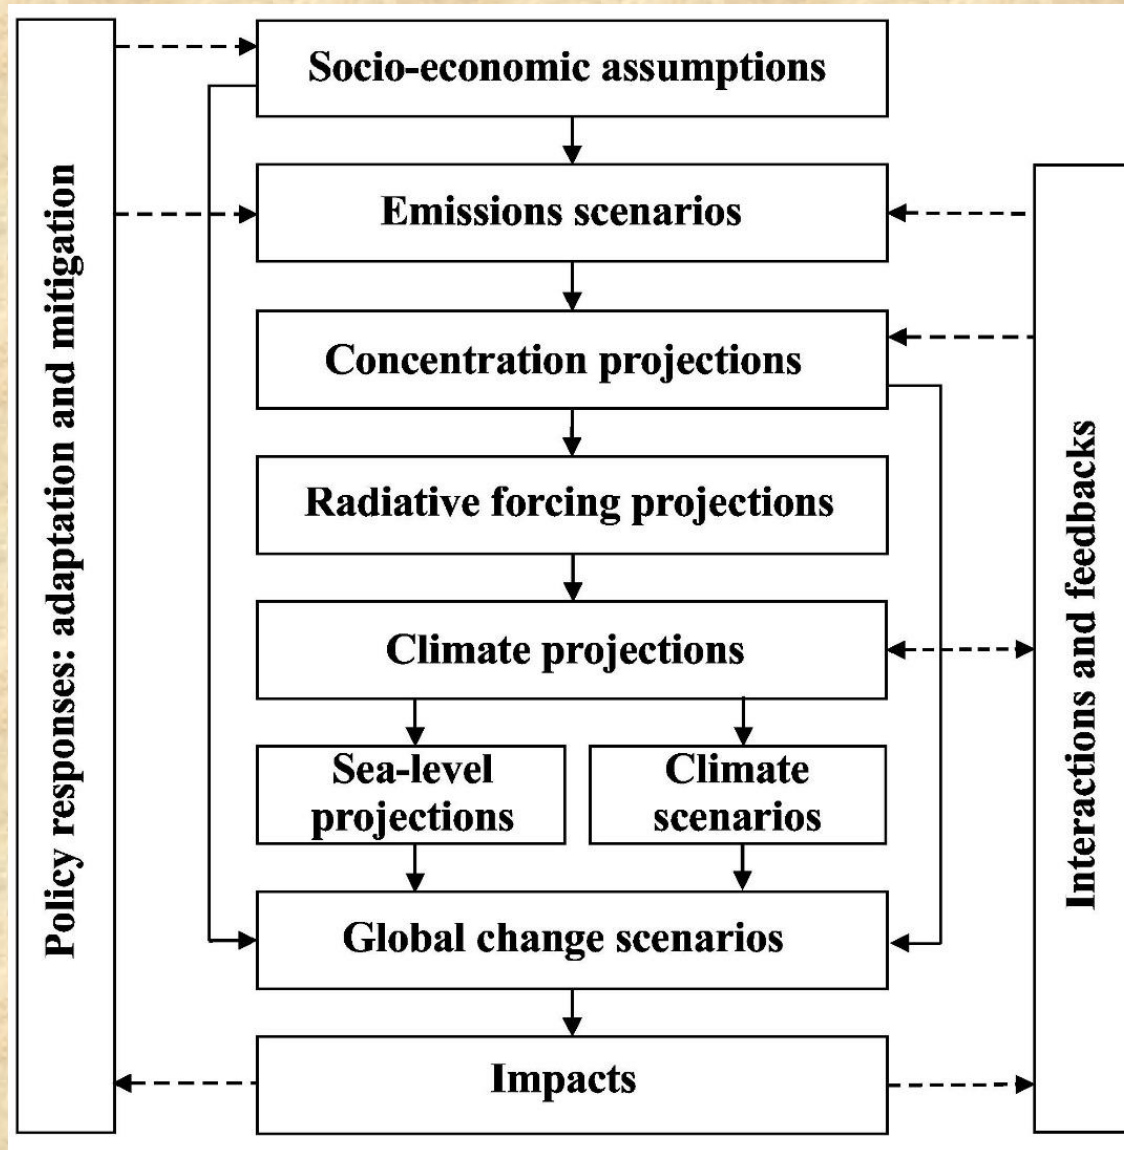 Policy responses: adaptation and mitigation
Socio-economic assumptions
Emissions scenarios
Concentration projections
Radiative forcing projections
Climate projections
Sea-level
projections
Climate
scenarios
Global change scenarios
Impacts
Interactions and feedbacks